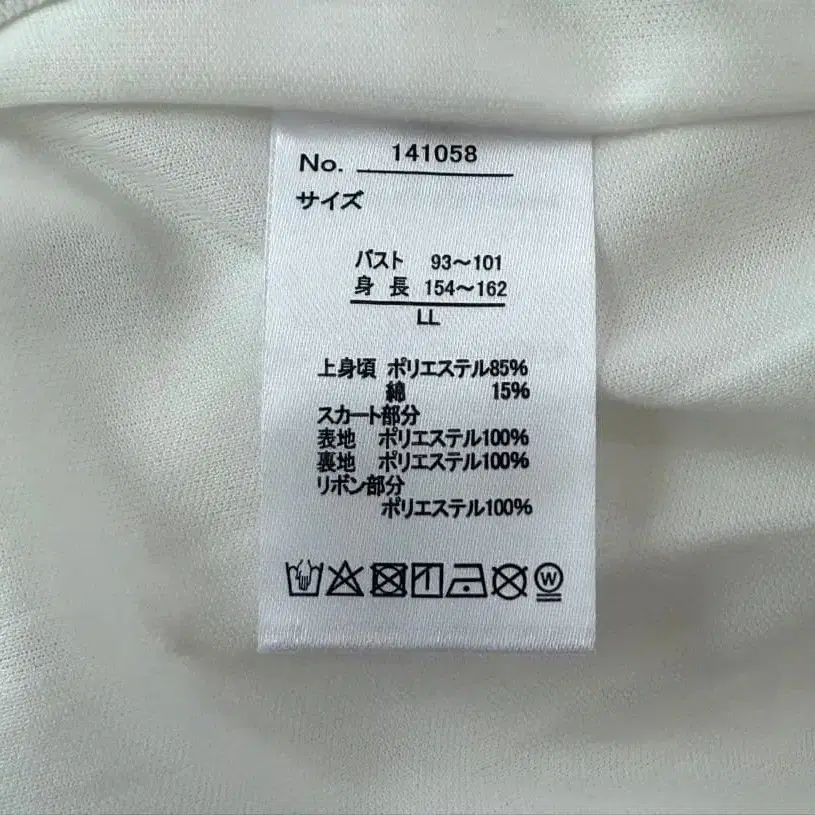 No. 141058
サイズ
バスト 93～101
身 長 154～162
LL
上身頃 ポリエステル85%
綿 15%
スカート部分
表地 ポリエステル100%
裏地 ポリエステル100%
リボン部分
ポリエステル100%
W